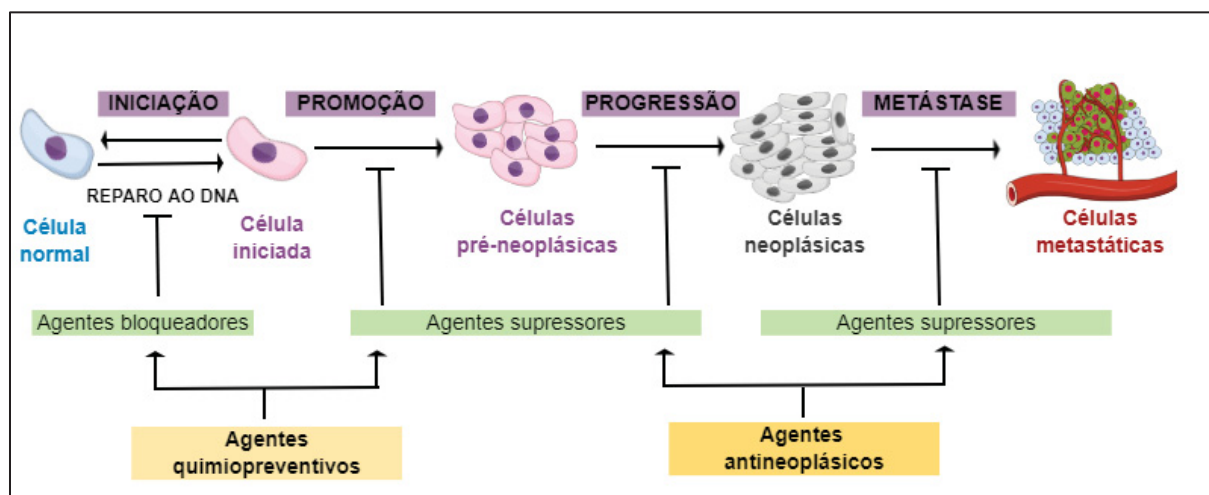 INICIAÇÃO
PROMOÇÃO
PROGRESSÃO
METÁSTASE
REPARO AO DNA
Célula
normal
Célula
iniciada
Células
pré-neoplásicas
Células
neoplásicas
Células
metastáticas
Agentes bloqueadores
Agentes supressores
Agentes supressores
Agentes
quimiopreventivos
Agentes
antineoplásicos